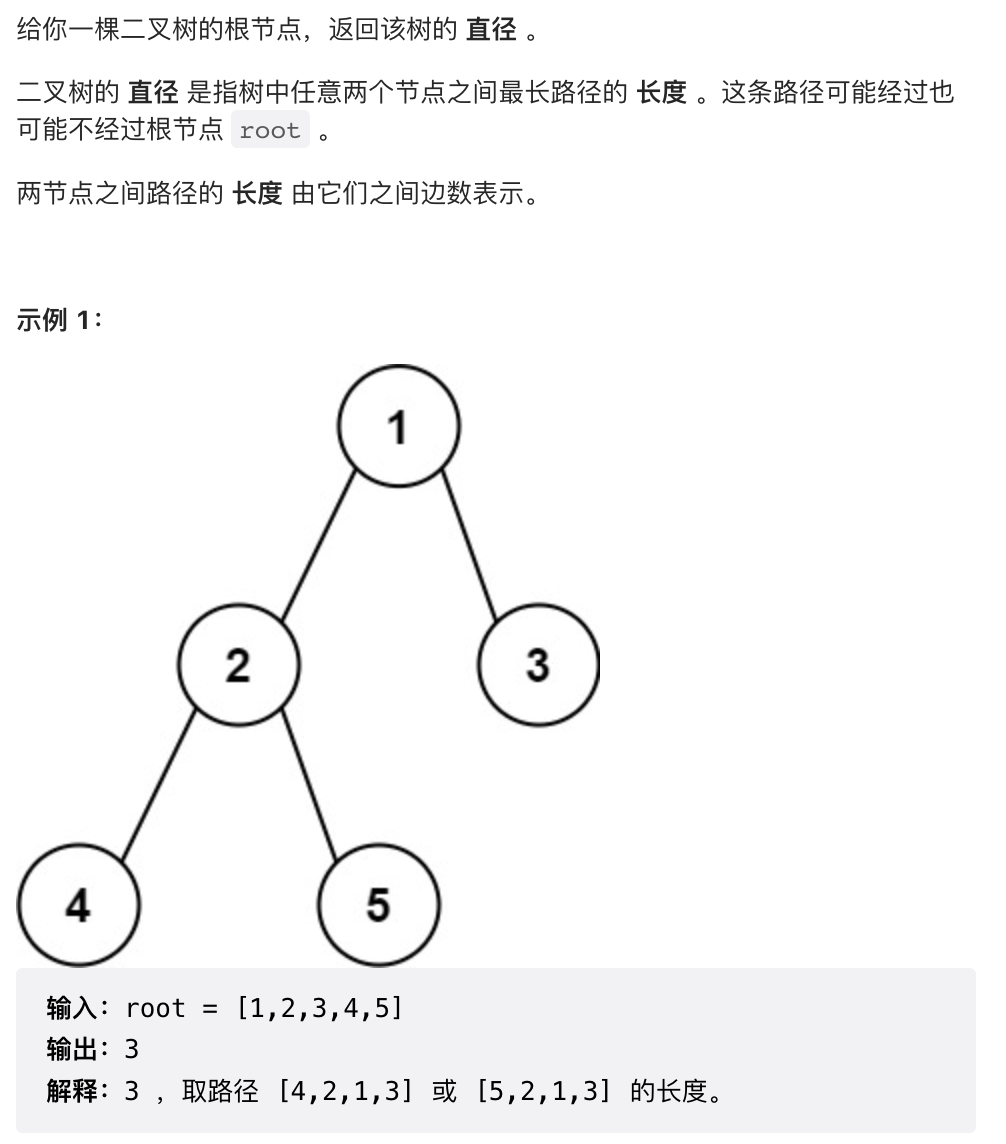 给你一棵二叉树的根节点，返回该树的 直径 。
二叉树的 直径 是指树中任意两个节点之间最长路径的 长度 。这条路径可能经过也
可能不经过根节点 root 。
两节点之间路径的 长度 由它们之间边数表示。
示例 1：
1
2
3
4
5
输入：root = [1,2,3,4,5]
输出：3
解释：3 ，取路径 [4,2,1,3] 或 [5,2,1,3] 的长度。